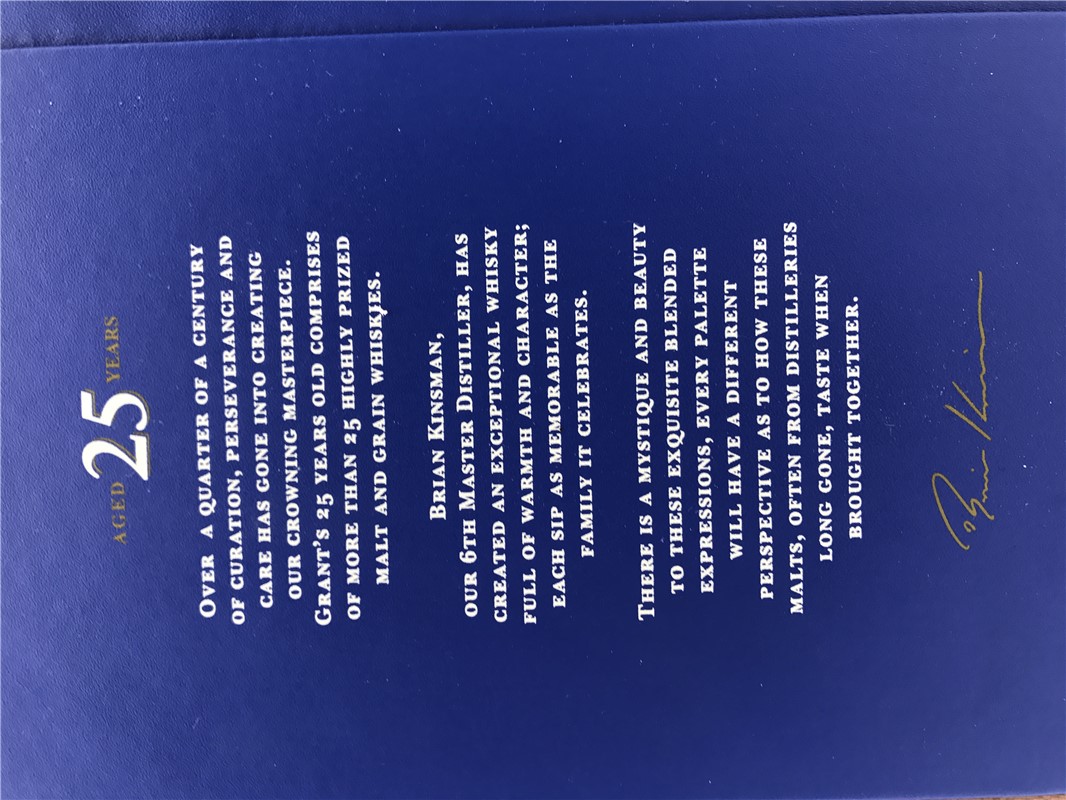 AGED 25 YEARS
OVER A QUARTER OF A CENTURY
OF CURATION, PERSEVERANCE AND
CARE HAS GONE INTO CREATING
OUR CROWNING MASTERPIECE.
GRANT'S 25 YEARS OLD COMPRISES
OF MORE THAN 25 HIGHLY PRIZED
MALT AND GRAIN WHISKIES.
BRIAN KINSMAN,
OUR 6TH MASTER DISTILLER, HAS
CREATED AN EXCEPTIONAL WHISKY
FULL OF WARMTH AND CHARACTER;
EACH SIP AS MEMORABLE AS THE
FAMILY IT CELEBRATES.
THERE IS A MYSTIQUE AND BEAUTY
TO THESE EXQUISITE BLENDED
EXPRESSIONS, EVERY PALETTE
WILL HAVE A DIFFERENT
PERSPECTIVE AS TO HOW THESE
MALTS, OFTEN FROM DISTILLERIES
LONG GONE, TASTE WHEN
BROUGHT TOGETHER.
Brian Kinsman